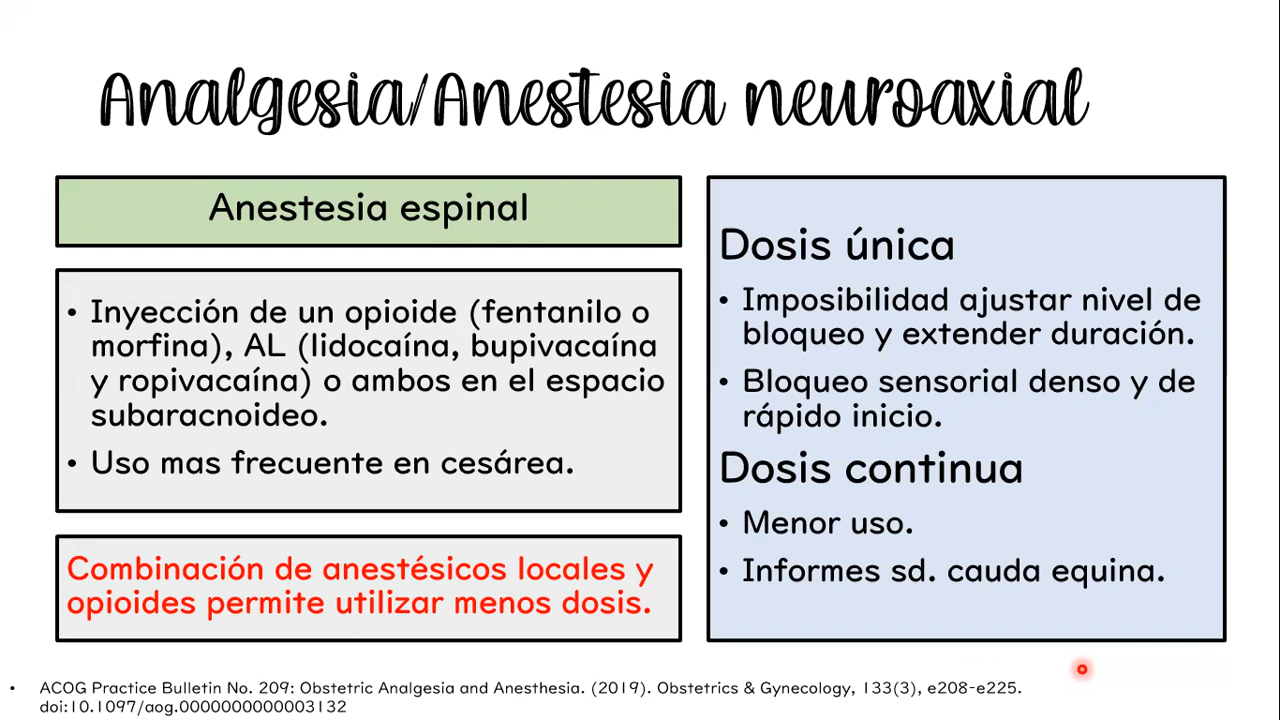 Analgesia/Anestesia neuroaxial
Anestesia espinal
• Inyección de un opioide (fentanilo o
morfina), AL (lidocaína, bupivacaína
y ropivacaína) o ambos en el espacio
subaracnoideo.
• Uso mas frecuente en cesárea.
Combinación de anestésicos locales y
opioides permite utilizar menos dosis.
Dosis única
• Imposibilidad ajustar nivel de
bloqueo y extender duración.
• Bloqueo sensorial denso y de
rápido inicio.
Dosis continua
• Menor uso.
• Informes sd. cauda equina.
• ACOG Practice Bulletin No. 209: Obstetric Analgesia and Anesthesia. (2019). Obstetrics & Gynecology, 133(3), e208-e225.
doi:10.1097/aog.0000000000003132